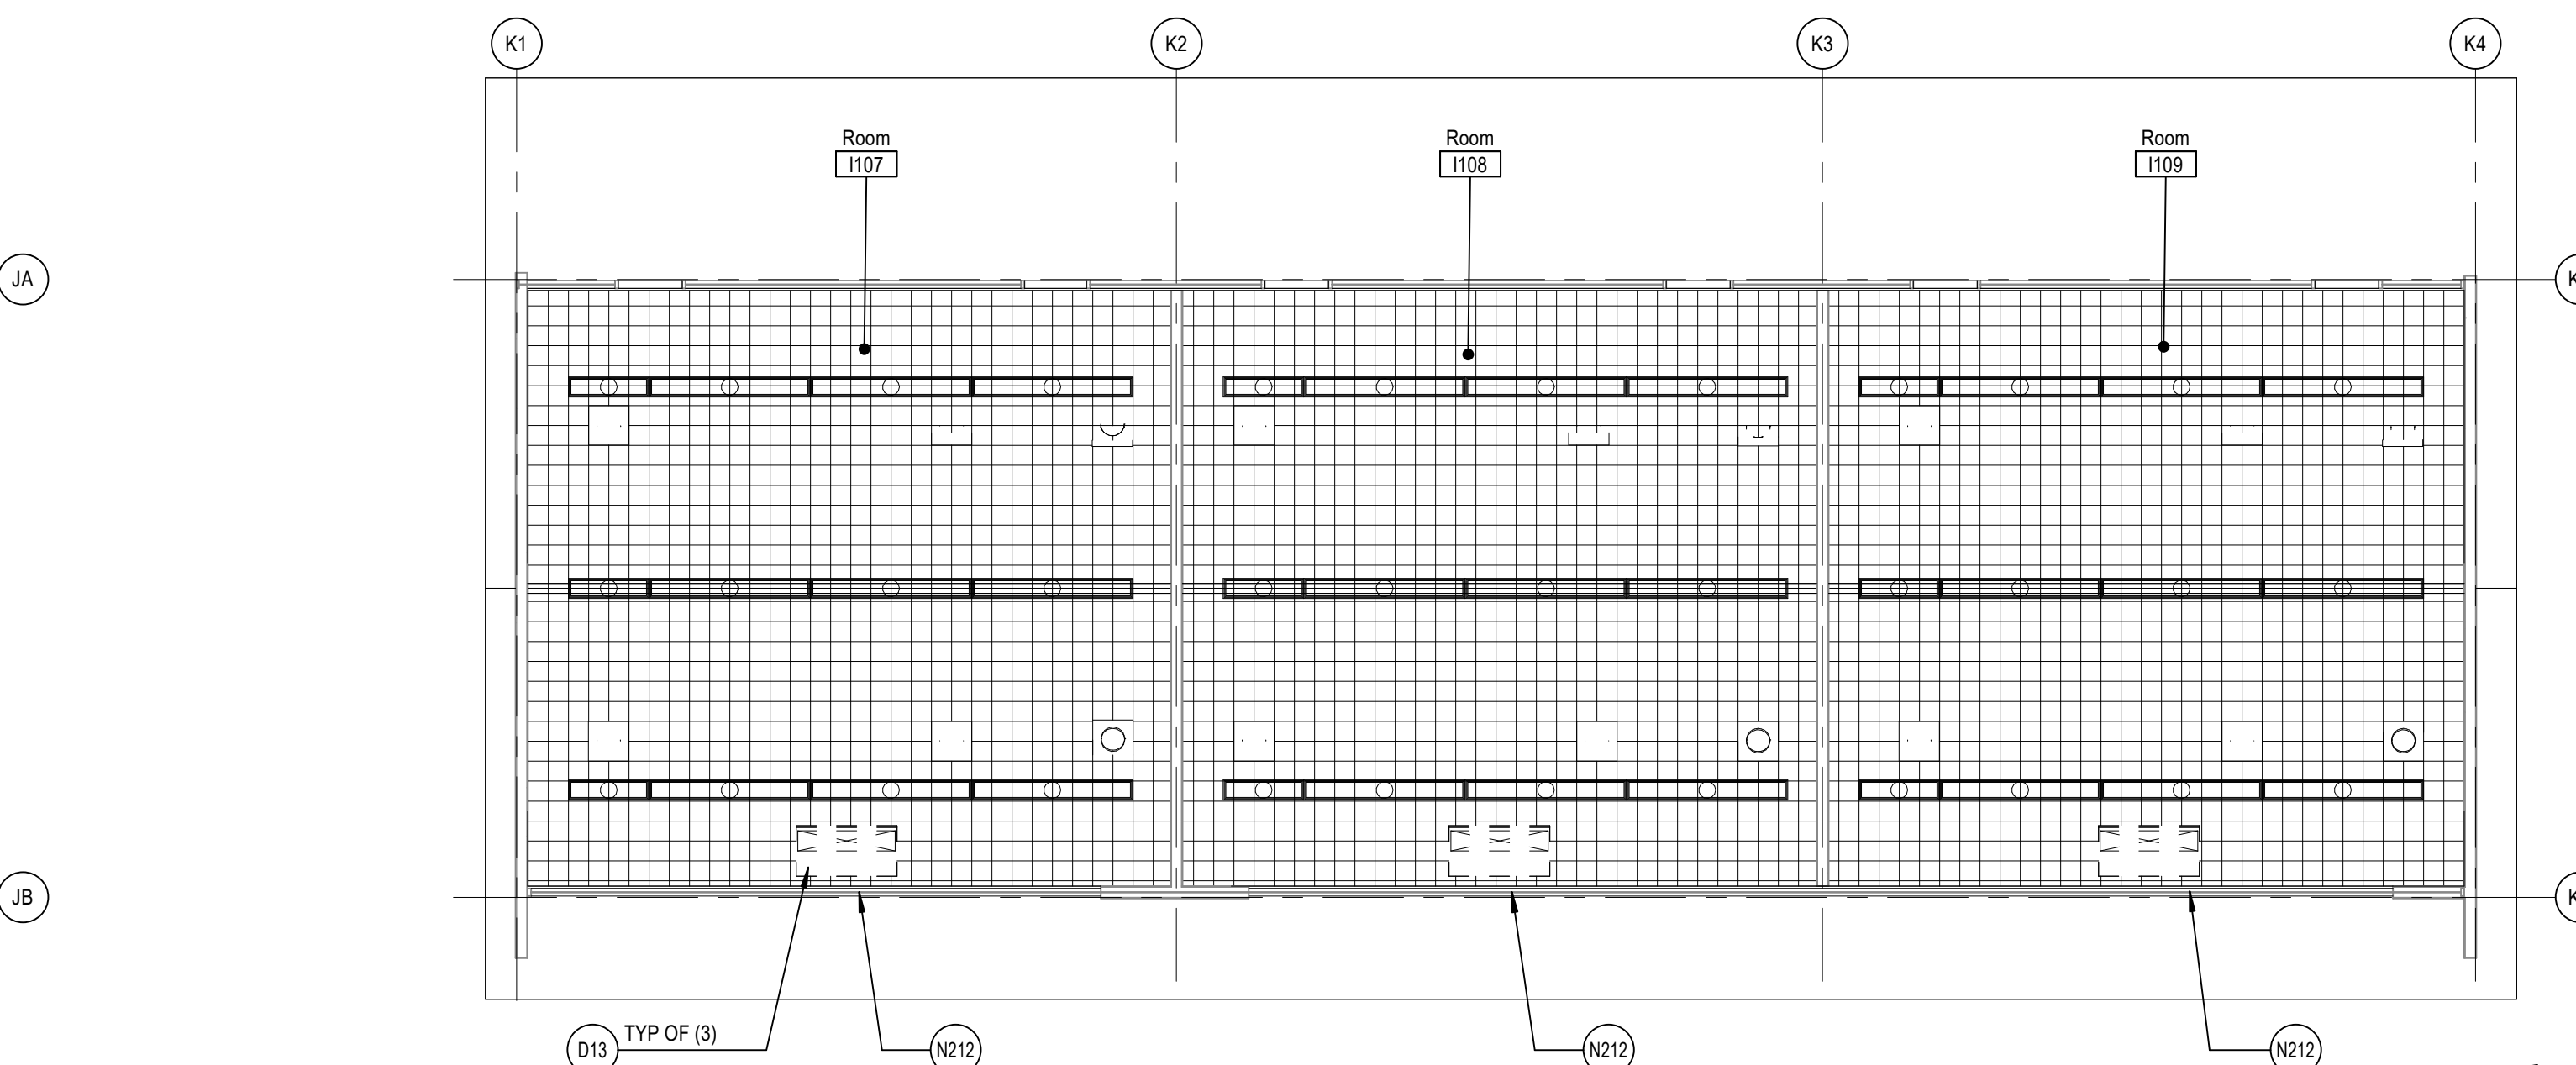 K1
K2
K3
K4
Room
I107
Room
I108
Room
I109
JA
K
JB
K
D13
TYP OF (3)
N212
N212
N212